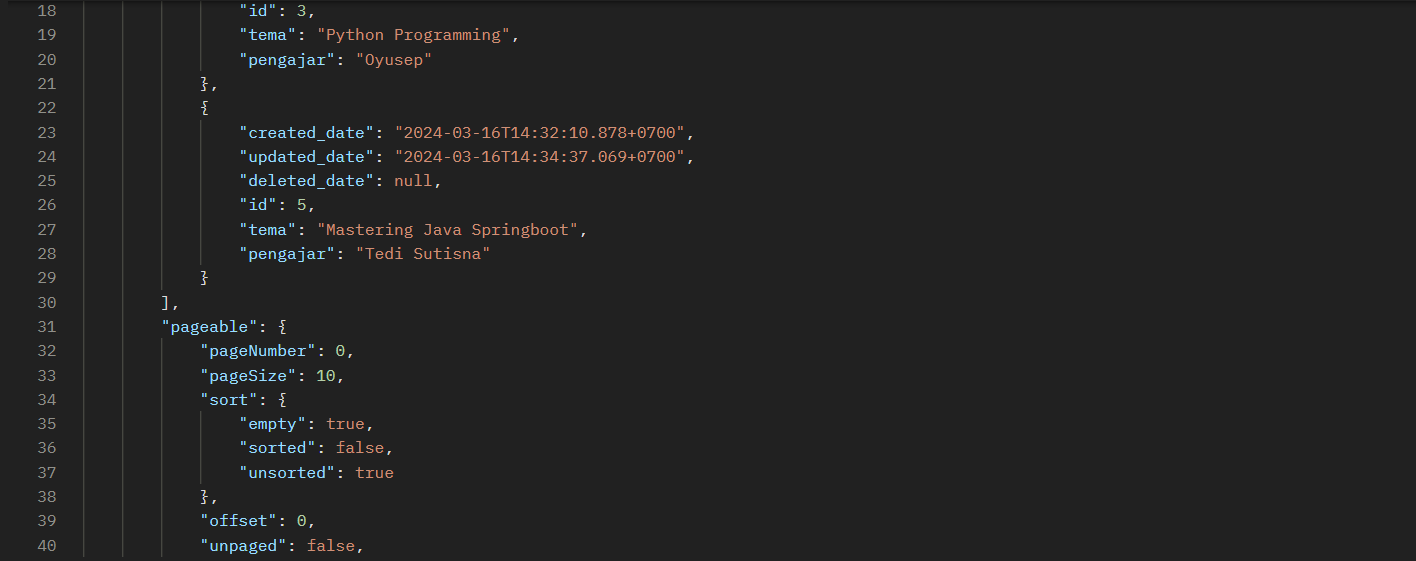 18 "id": 3,
19 "tema": "Python Programming",
20 "pengajar": "Oyusep"
21 },
22 {
23 "created_date": "2024-03-16T14:32:10.878+0700",
24 "updated_date": "2024-03-16T14:34:37.069+0700",
25 "deleted_date": null,
26 "id": 5,
27 "tema": "Mastering Java Springboot",
28 "pengajar": "Tedi Sutisna"
29 }
30 ],
31 "pageable": {
32 "pageNumber": 0,
33 "pageSize": 10,
34 "sort": {
35 "empty": true,
36 "sorted": false,
37 "unsorted": true
38 },
39 "offset": 0,
40 "unpaged": false,